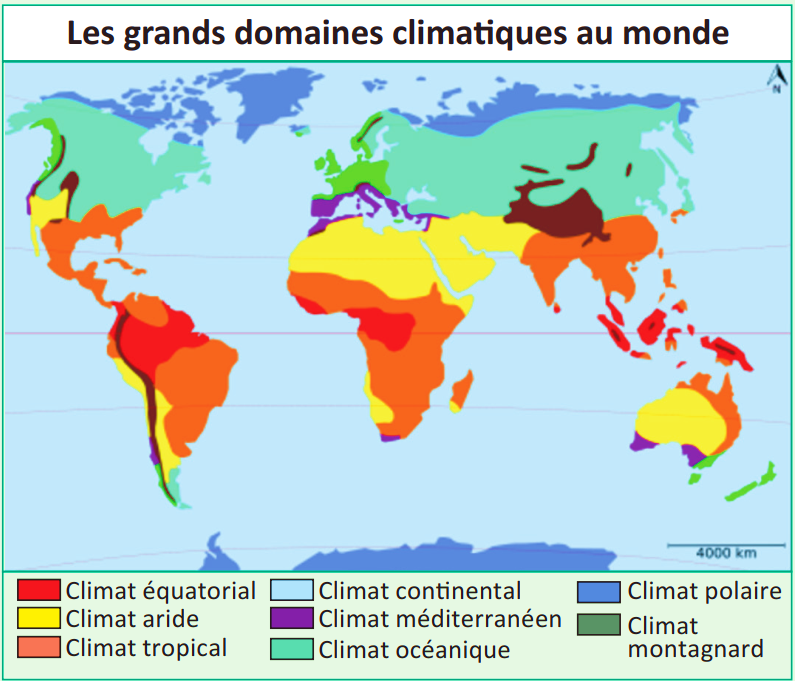 Les grands domaines climatiques au monde
N
4000 km
Climat équatorial
Climat aride
Climat tropical
Climat continental
Climat méditerranéen
Climat océanique
Climat polaire
Climat
montagnard